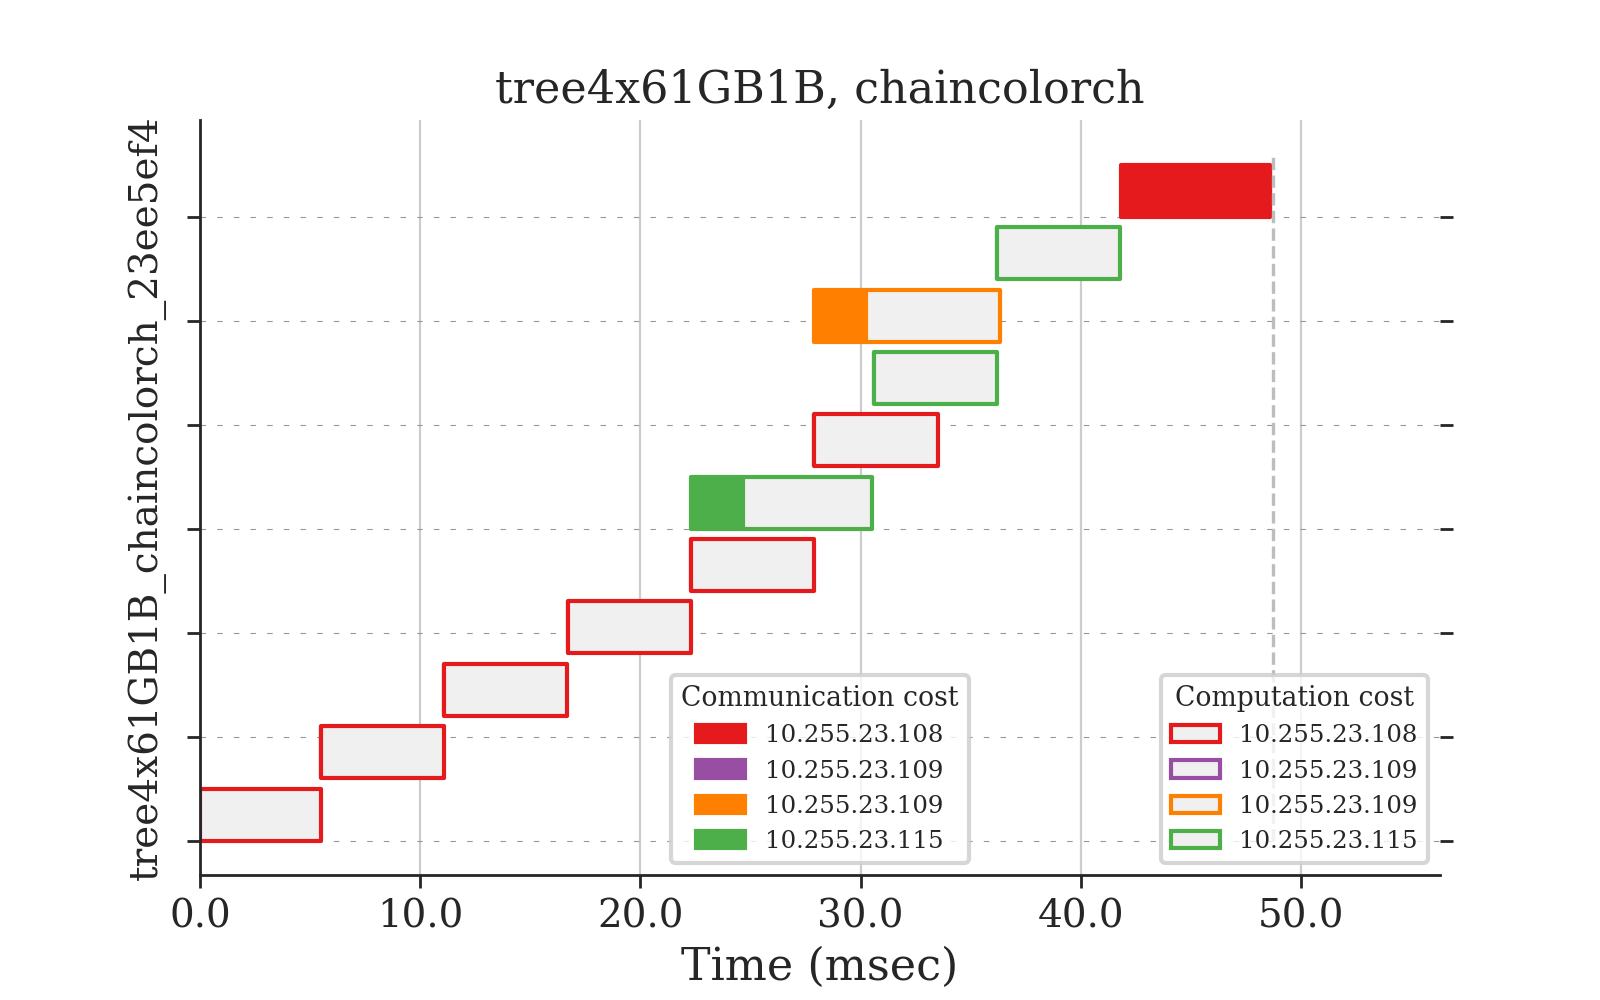 tree4x61GB1B, chaincolorch
tree4x61GB1B_chaincolorch_23ee5ef4
Communication cost
10.255.23.108
10.255.23.109
10.255.23.109
10.255.23.115
Computation cost
10.255.23.108
10.255.23.109
10.255.23.109
10.255.23.115
0.0 10.0 20.0 30.0 40.0 50.0
Time (msec)